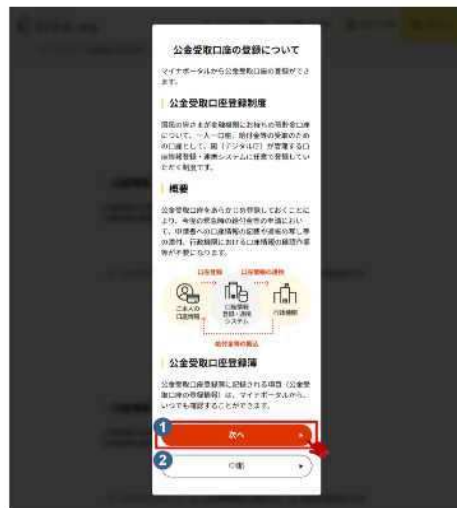 公金受取口座の登録について
マイナポータルから公金受取口座の登録ができ
ます。
公金受取口座登録制度
国民の皆さまが金融機関にお持ちの預貯金口座
について、一人一口座、給付金等の受取のため
の口座として、国（デジタル庁）が管理する口
座情報登録・連携システムに任意で登録してい
ただく制度です。
概要
公金受取口座をあらかじめ登録しておくことに
より、今後の緊急時の給付金等の申請におい
て、申請書への口座情報の記載や通帳の写し等
の添付、行政機関における口座情報の確認作業
等が不要になります。
口座登録
口座情報の提供
ご本人の
口座情報
口座情報
登録・連携
システム
行政機関
給付金等の振込
公金受取口座登録簿
公金受取口座登録簿に記録される項目（公金受
取口座の登録情報）は、マイナポータルから、
いつでも確認することができます。
1
次へ
2